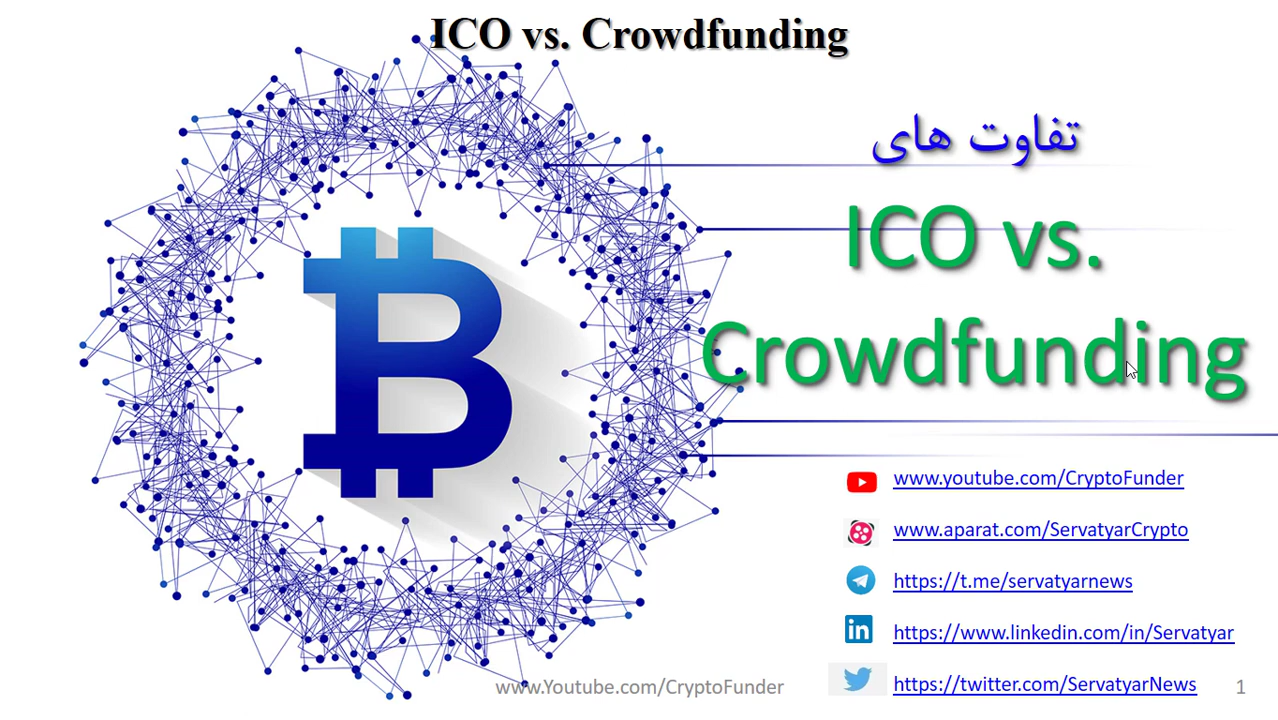 ICO vs. Crowdfunding
تفاوت های
ICO vs.
Crowdfunding
www.youtube.com/CryptoFunder
www.aparat.com/ServatyarCrypto
https://t.me/servatyarnews
https://www.linkedin.com/in/Servatyar
https://twitter.com/ServatyarNews
www.Youtube.com/CryptoFunder
1